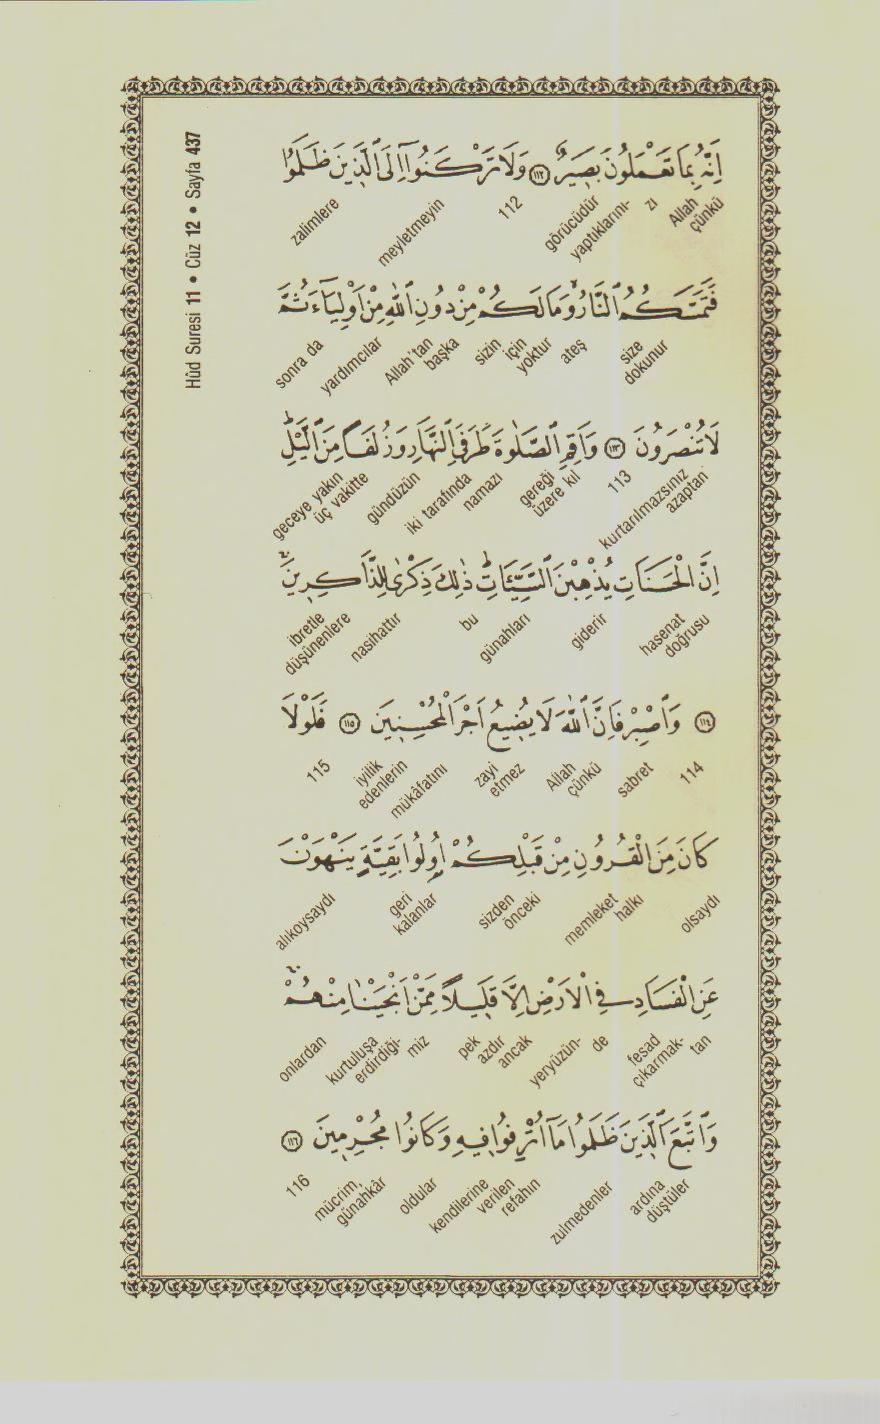 Hûd Suresi 11 • Cüz 12 • Sayfa 437
اِنَّهُ بِمَا تَعْمَلُونَ بَصِيرٌ ﴿١١٢﴾ وَلَا تَرْكَنُٓوا اِلَى الَّذِينَ ظَلَمُوا
çünkü Allah zı yaptıklarını- görücüdür 112 meyletmeyin zalimlere
فَتَمَسَّكُمُ النَّارُۙ وَمَا لَكُمْ مِنْ دُونِ اللّٰهِ مِنْ اَوْلِيَٓاءَ ثُمَّ
dokunur size ateş yoktur için sizin başka Allah'tan yardımcılar sonra da
لَا تُنْصَرُونَ ﴿١١٣﴾ وَاَقِمِ الصَّلٰوةَ طَرَفَيِ النَّهَارِ وَزُلَفًا مِنَ الَّيْلِۜ
azaptan kurtarılmazsınız 113 gereği üzere kıl namazı iki tarafında gündüzün üç vakitte geceye yakın
اِنَّ الْحَسَنَاتِ يُذْهِبْنَ السَّيِّـَٔاتِۜ ذٰلِكَ ذِكْرٰى لِلذَّاكِرِينَۚ
doğrusu hasenat giderir günahları bu nasihattır ibretle düşünenlere
﴿١١٤﴾ وَاصْبِرْ فَاِنَّ اللّٰهَ لَا يُضِيعُ اَجْرَ الْمُحْسِنِينَ ﴿١١٥﴾ فَلَوْلَا
114 sabret çünkü Allah zayi etmez mükâfatını iyilik edenlerin 115
كَانَ مِنَ الْقُرُونِ مِنْ قَبْلِكُمْ اُولُوا بَقِيَّةٍ يَنْهَوْنَ
olsaydı memleket halkı sizden önceki geri kalanlar alıkoysaydı
عَنِ الْفَسَادِ فِي الْاَرْضِ اِلَّا قَلِيلًا مِمَّنْ اَنْجَيْنَا مِنْهُمْۚ
tan fesad çıkarmak- de yeryüzün- ancak azdır pek miz kurtuluşa erdirdiği- onlardan
وَاتَّبَعَ الَّذِينَ ظَلَمُوا مَٓا اُتْرِفُوا فِيهِ وَكَانُوا مُجْرِمِينَ ﴿١١٦﴾
ardına düştüler zulmedenler kendilerine verilen refahın oldular mücrim, günahkâr 116